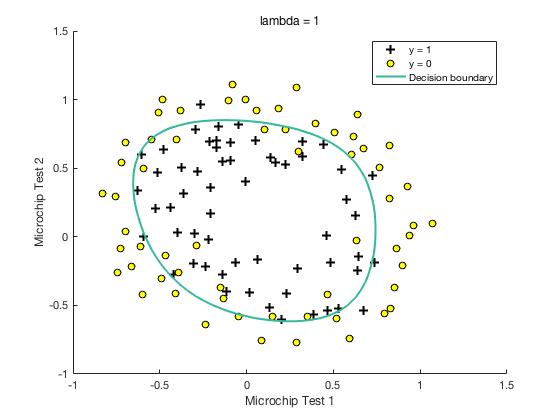 lambda = 1
y = 1
y = 0
Decision boundary
Microchip Test 2
1.5
1
0.5
0
-0.5
-1
-1
-0.5
0
0.5
1
1.5
Microchip Test 1